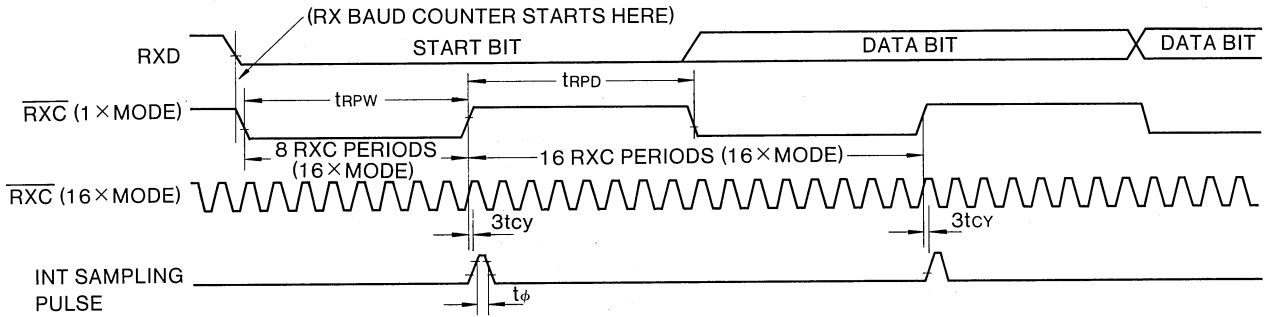 (RX BAUD COUNTER STARTS HERE)
RXD
START BIT
DATA BIT
DATA BIT
tRPW
tRPD
RXC (1×MODE)
8 RXC PERIODS
(16×MODE)
16 RXC PERIODS (16×MODE)
RXC (16×MODE)
3tcy
3tCY
INT SAMPLING
PULSE
tφ